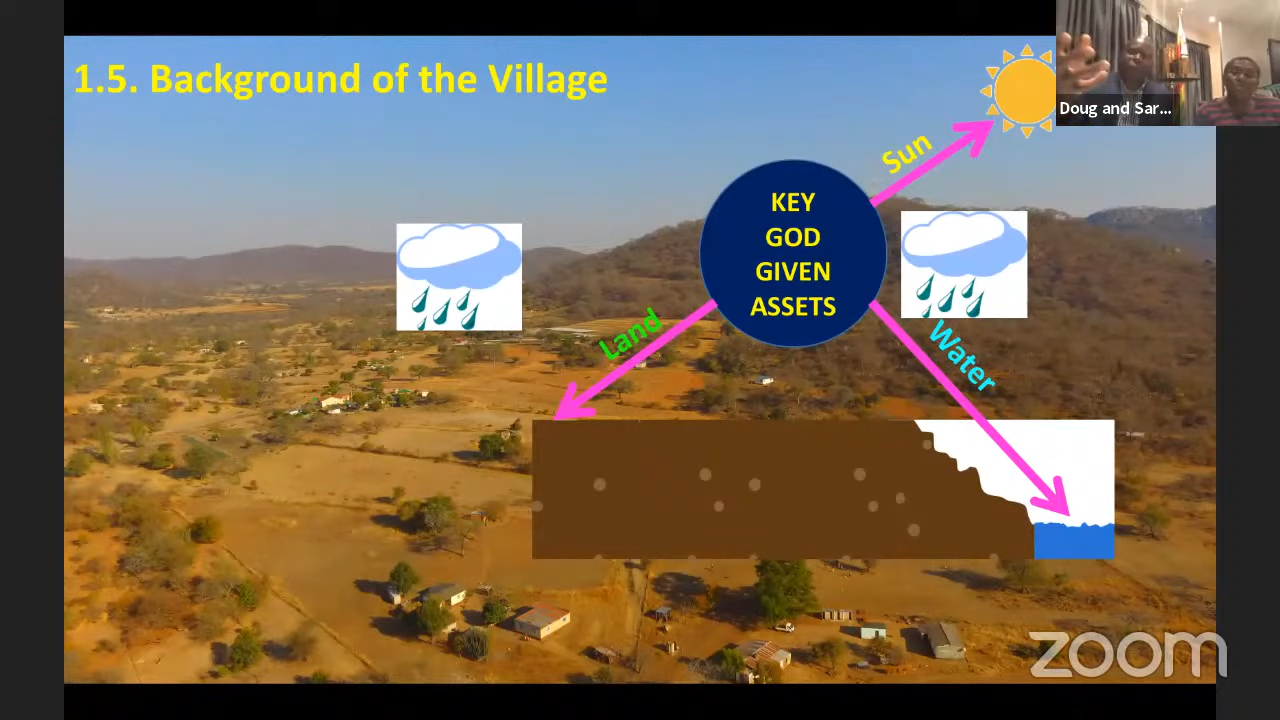 1.5. Background of the Village
Doug and Sar...
Sun
KEY
GOD
GIVEN
ASSETS
Land
Water
zoom